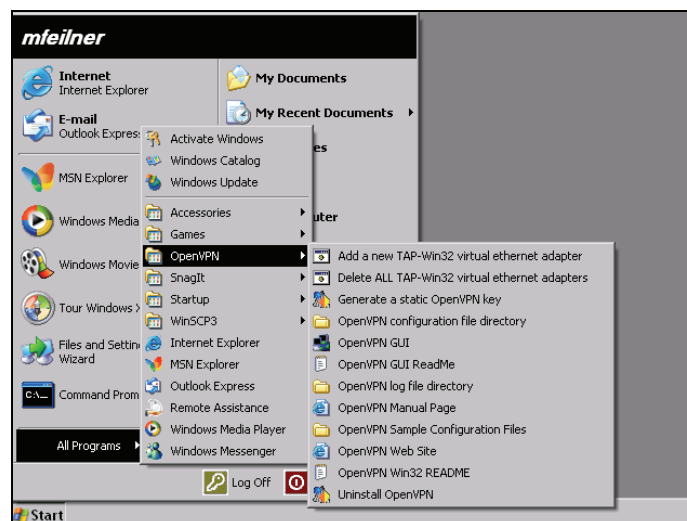 mfeilner
Internet
Internet Explorer
E-mail
Outlook Express
MSN Explorer
Windows Media
Windows Movie
Tour Windows
Files and Settin
Wizard
Command Prom
All Programs
My Documents
My Recent Documents
es
uter
Activate Windows
Windows Catalog
Windows Update
Accessories
Games
OpenVPN
SnagIt
Startup
WinSCP3
Internet Explorer
MSN Explorer
Outlook Express
Remote Assistance
Windows Media Player
Windows Messenger
Add a new TAP-Win32 virtual ethernet adapter
Delete ALL TAP-Win32 virtual ethernet adapters
Generate a static OpenVPN key
OpenVPN configuration file directory
OpenVPN GUI
OpenVPN GUI ReadMe
OpenVPN log file directory
OpenVPN Manual Page
OpenVPN Sample Configuration Files
OpenVPN Web Site
OpenVPN Win32 README
Uninstall OpenVPN
Log Off
Start